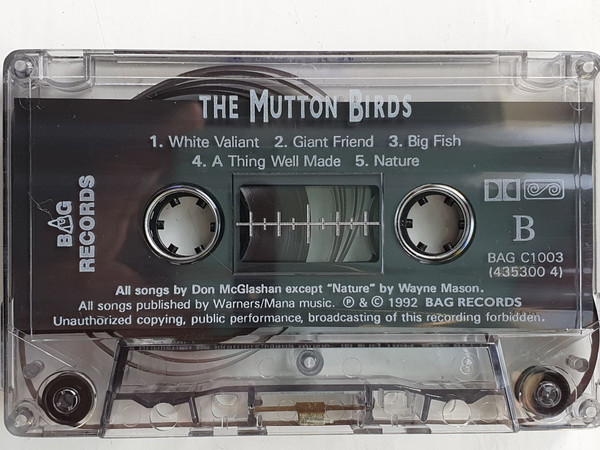 THE MUTTON BIRDS
1. White Valiant 2. Giant Friend 3. Big Fish
4. A Thing Well Made 5. Nature
BAG
RECORDS
B
BAG C1003
(435300 4)
All songs by Don McGlashan except "Nature" by Wayne Mason.
All songs published by Warners/Mana music. ℗ & © 1992 BAG RECORDS
Unauthorized copying, public performance, broadcasting of this recording forbidden.